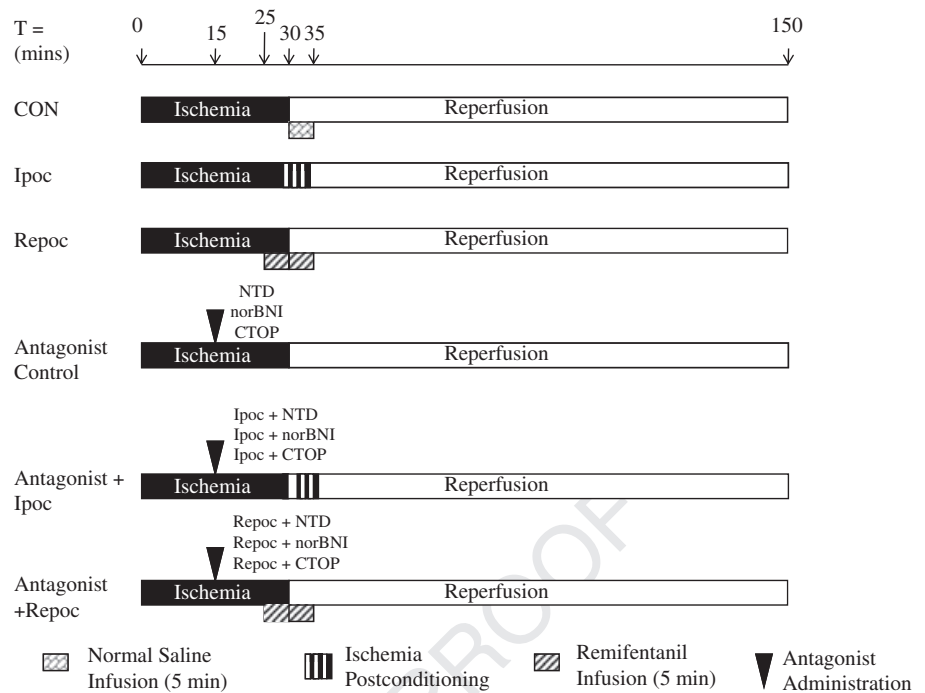 T =
(mins)
0
15
25
30
35
150
CON
Ischemia
Reperfusion
Ipoc
Ischemia
Reperfusion
Repoc
Ischemia
Reperfusion
NTD
norBNI
CTOP
Antagonist
Control
Ischemia
Reperfusion
Ipoc + NTD
Ipoc + norBNI
Ipoc + CTOP
Antagonist +
Ipoc
Ischemia
Reperfusion
Repoc + NTD
Repoc + norBNI
Repoc + CTOP
Antagonist
+Repoc
Ischemia
Reperfusion
PROOF
Normal Saline
Infusion (5 min)
Ischemia
Postconditioning
Remifentanil
Infusion (5 min)
Antagonist
Administration